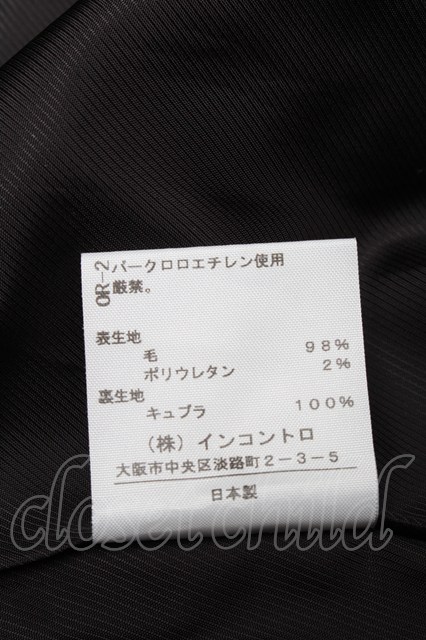 OR-2
パークロロエチレン使用
厳禁。
表生地
毛 98%
ポリウレタン 2%
裏生地
キュプラ 100%
(株)インコントロ
大阪市中央区淡路町2-3-5
日本製
closet child